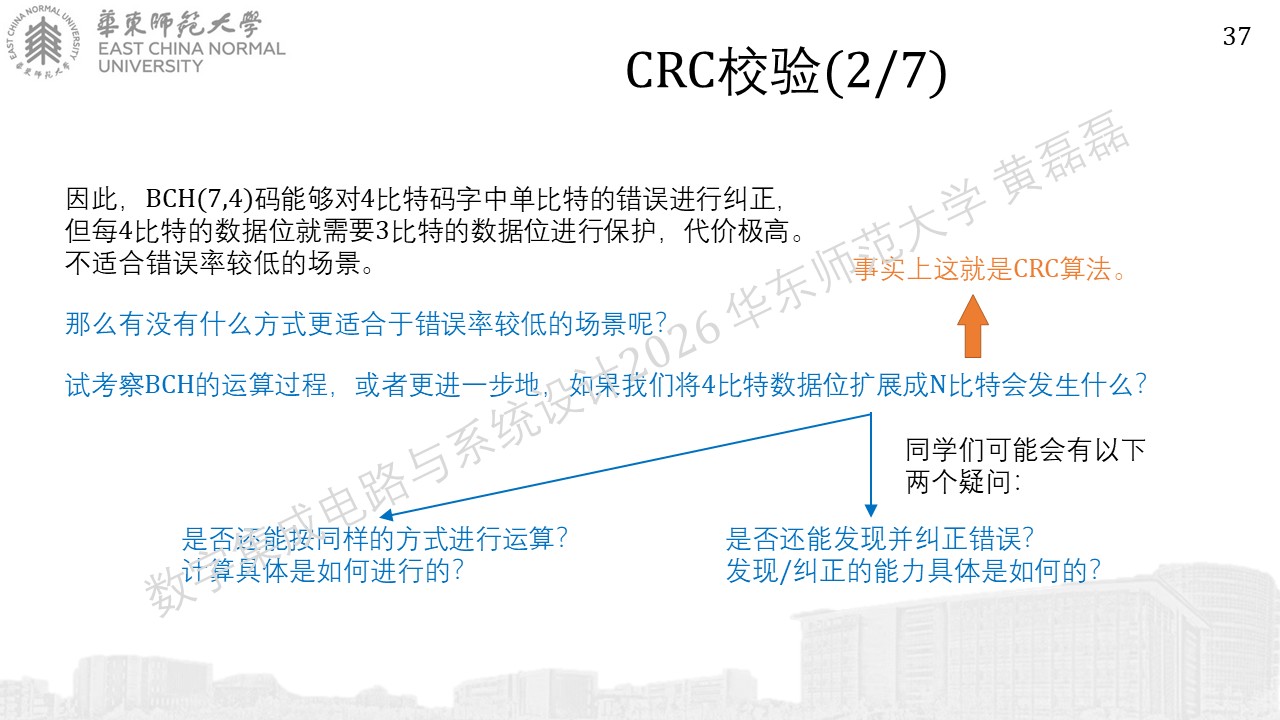 EAST CHINA NORMAL UNIVERSITY
華東師範大學
華東師範大學
EAST CHINA NORMAL
UNIVERSITY
37
CRC校验(2/7)
因此，BCH(7,4)码能够对4比特码字中单比特的错误进行纠正，
但每4比特的数据位就需要3比特的数据位进行保护，代价极高。
不适合错误率较低的场景。
事实上这就是CRC算法。
那么有没有什么方式更适合于错误率较低的场景呢？
试考察BCH的运算过程，或者更进一步地，如果我们将4比特数据位扩展成N比特会发生什么？
同学们可能会有以下
两个疑问：
是否还能按同样的方式进行运算？
计算具体是如何进行的？
是否还能发现并纠正错误？
发现/纠正的能力具体是如何的？
数字集成电路与系统设计2026 华东师范大学 黄磊磊